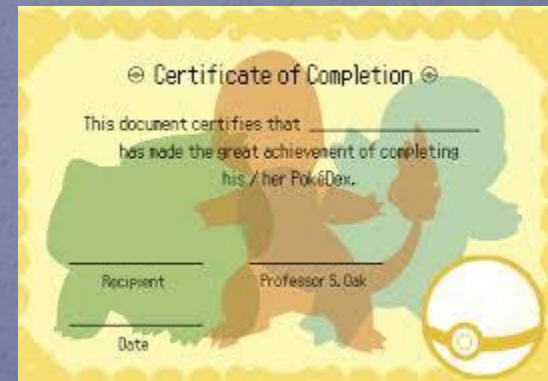 Certificate of Completion
This document certifies that
has made the great achievement of completing
his / her PokéDex.
Recipient Professor S. Oak
Date